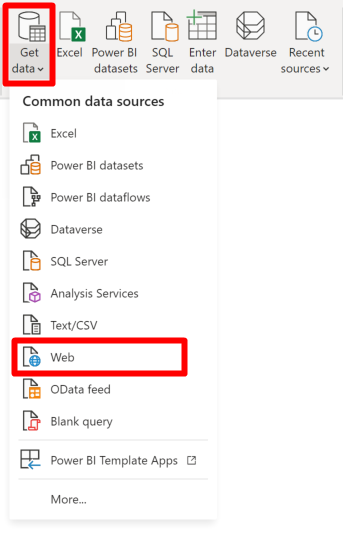 Get
data
Excel
Power BI
datasets
SQL
Server
Enter
data
Dataverse
Recent
sources
Common data sources
Excel
Power BI datasets
Power BI dataflows
Dataverse
SQL Server
Analysis Services
Text/CSV
Web
OData feed
Blank query
Power BI Template Apps
More...